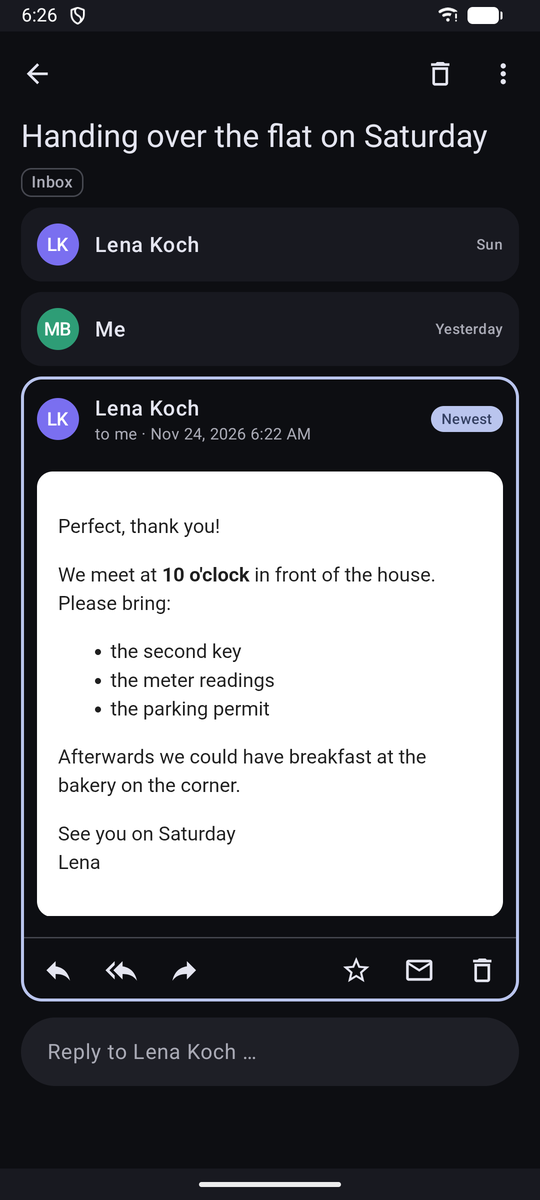 6:26
Handing over the flat on Saturday
Inbox
LK Lena Koch Sun
MB Me Yesterday
LK Lena Koch
to me · Nov 24, 2026 6:22 AM
Newest
Perfect, thank you!
We meet at 10 o'clock in front of the house.
Please bring:
• the second key
• the meter readings
• the parking permit
Afterwards we could have breakfast at the
bakery on the corner.
See you on Saturday
Lena
Reply to Lena Koch ...